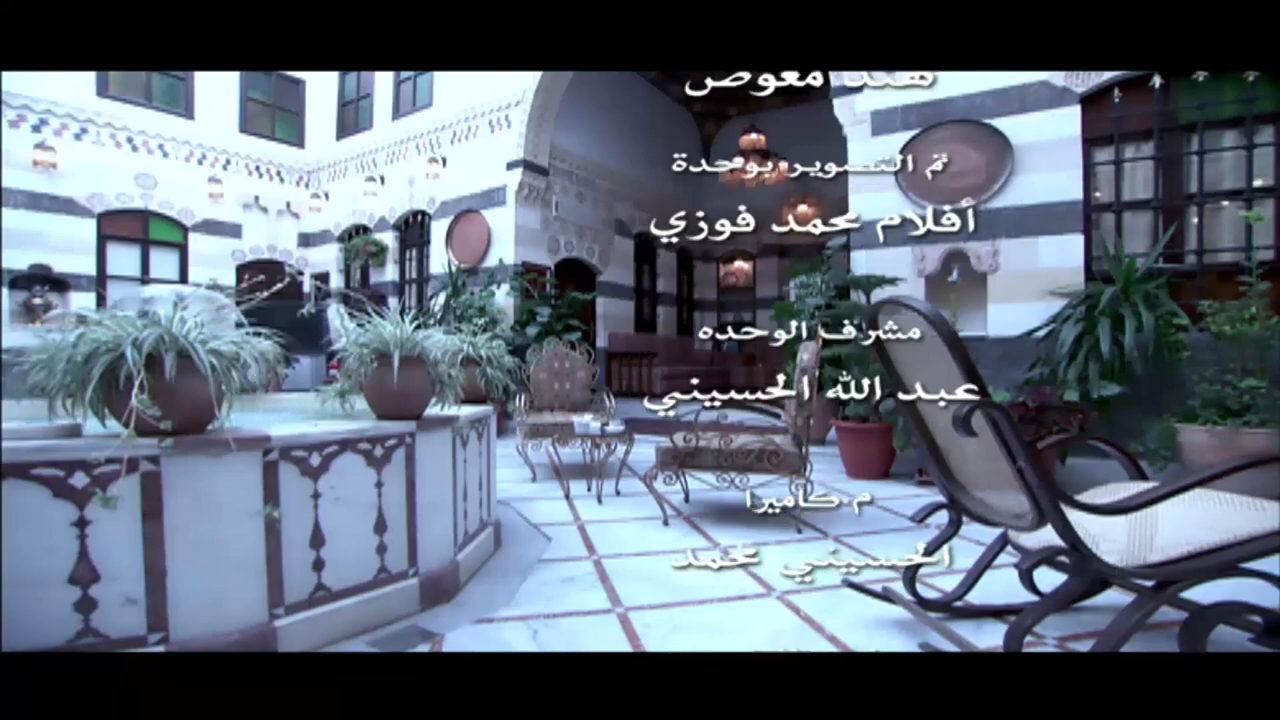 هند معوض
تم التصوير بوحدة
أفلام محمد فوزي
مشرف الوحده
عبد الله الحسيني
م.كاميرا
الحسيني محمد